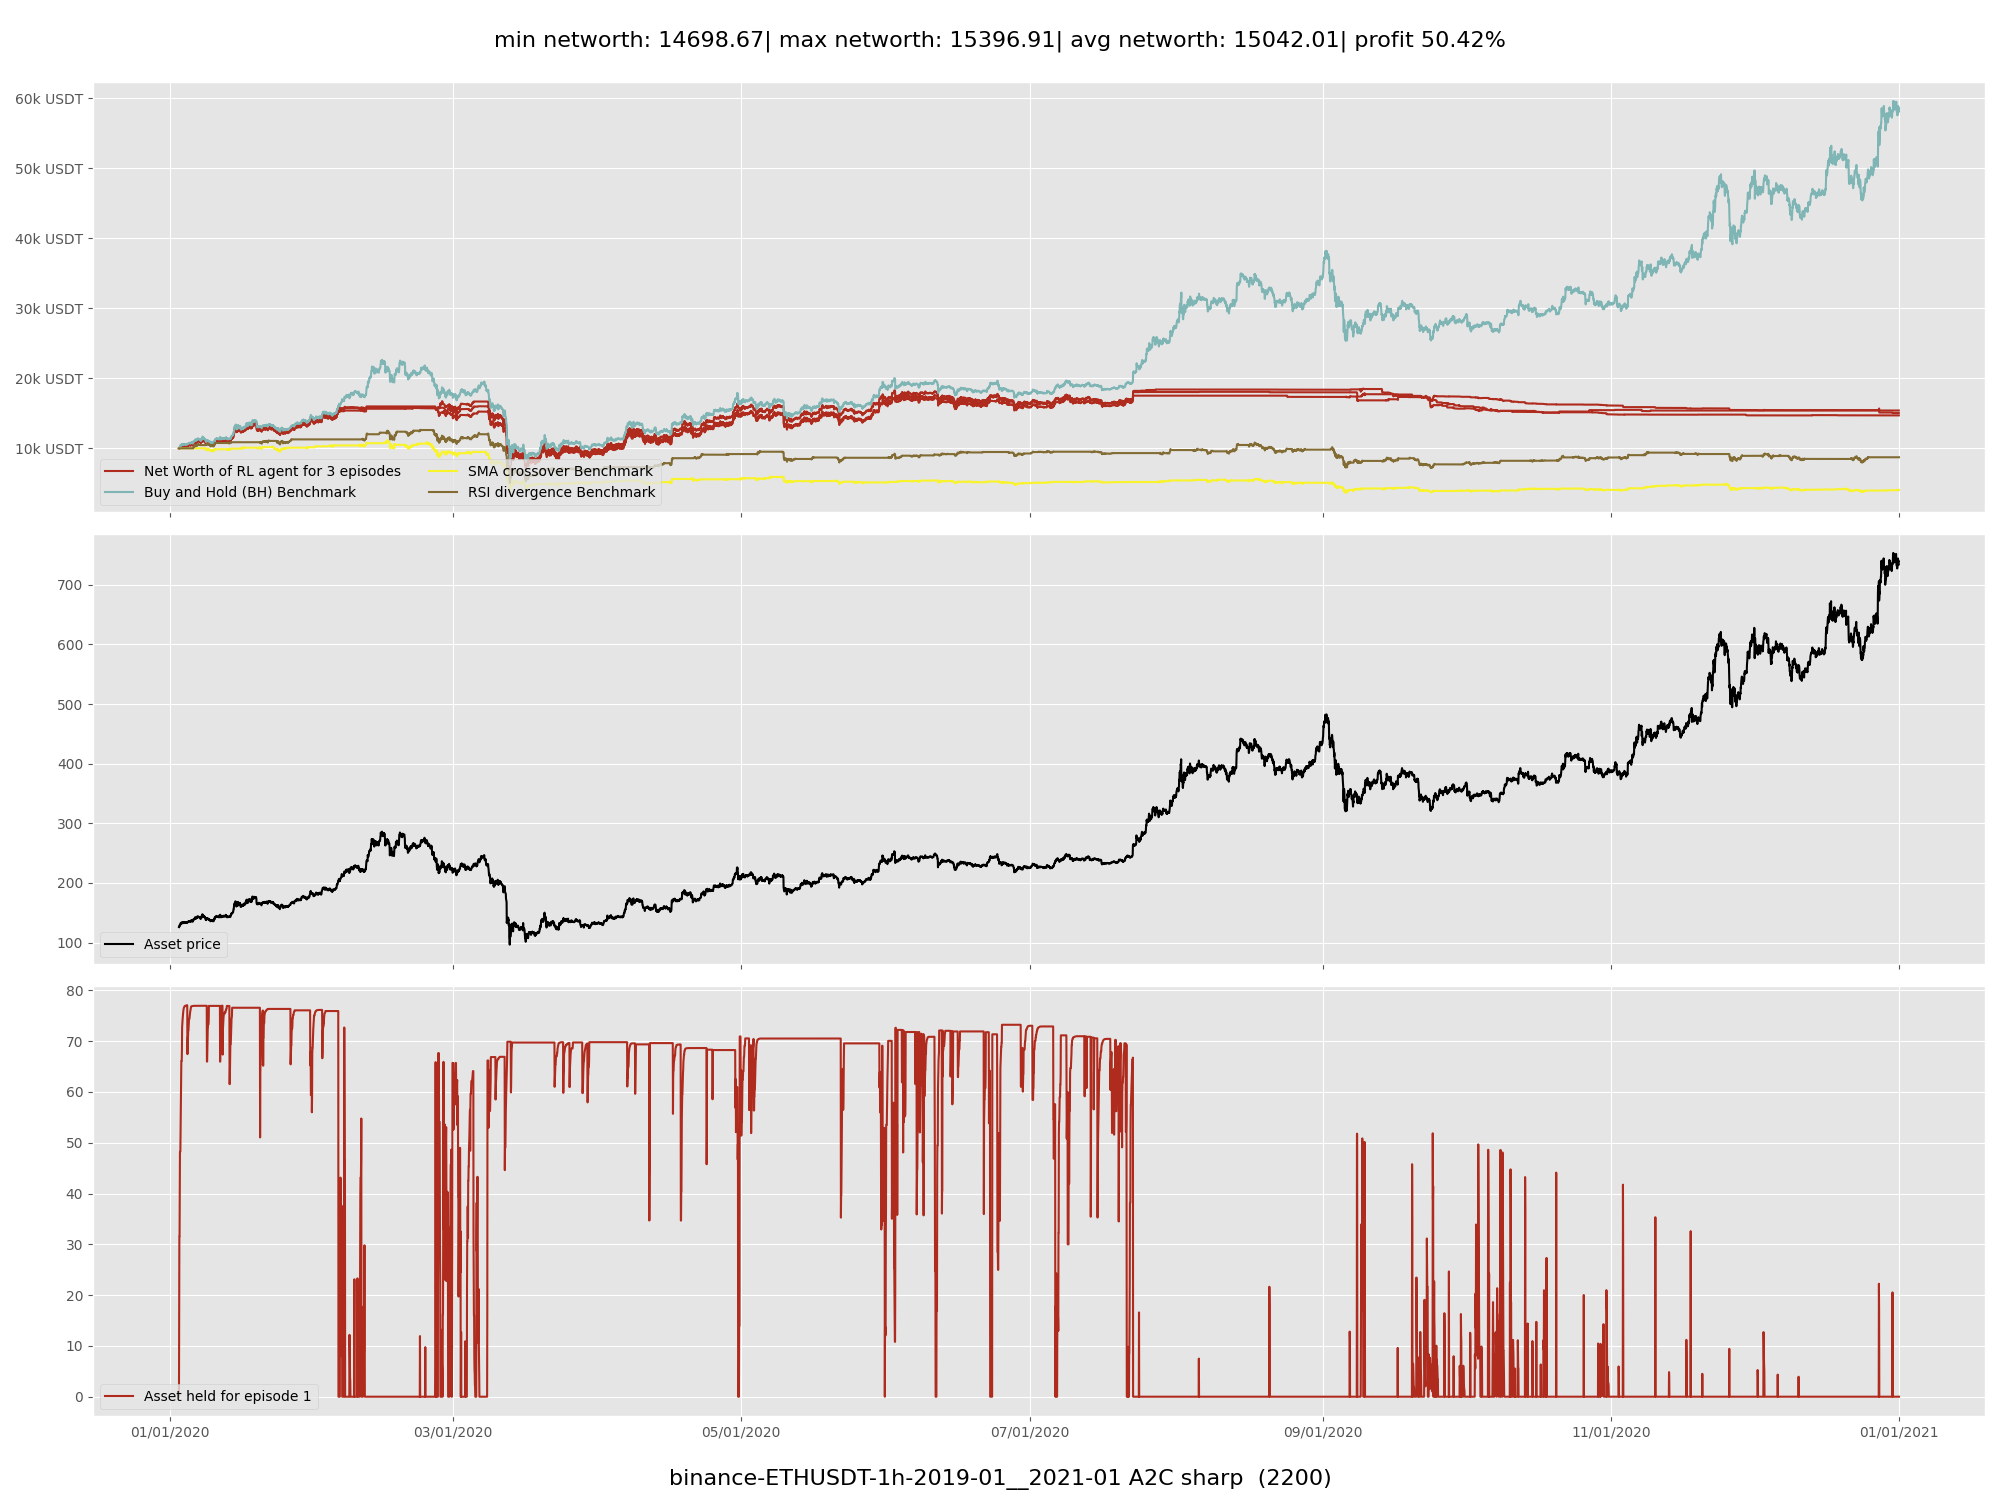 min networth: 14698.67| max networth: 15396.91| avg networth: 15042.01| profit 50.42%
60k USDT
50k USDT
40k USDT
30k USDT
20k USDT
10k USDT
Net Worth of RL agent for 3 episodes
Buy and Hold (BH) Benchmark
SMA crossover Benchmark
RSI divergence Benchmark
700
600
500
400
300
200
100
Asset price
80
70
60
50
40
30
20
10
0
Asset held for episode 1
01/01/2020
03/01/2020
05/01/2020
07/01/2020
09/01/2020
11/01/2020
01/01/2021
binance-ETHUSDT-1h-2019-01__2021-01 A2C sharp  (2200)